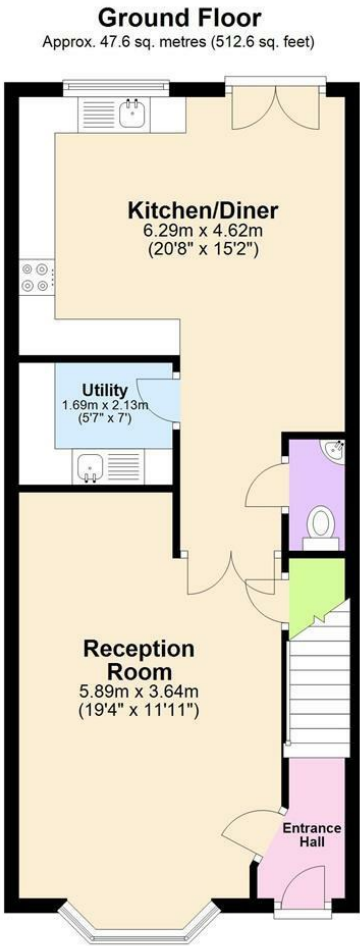 Ground Floor
Approx. 47.6 sq. metres (512.6 sq. feet)
Kitchen/Diner
6.29m x 4.62m
(20'8" x 15'2")
Utility
1.69m x 2.13m
(5'7" x 7')
Reception
Room
5.89m x 3.64m
(19'4" x 11'11")
Entrance
Hall